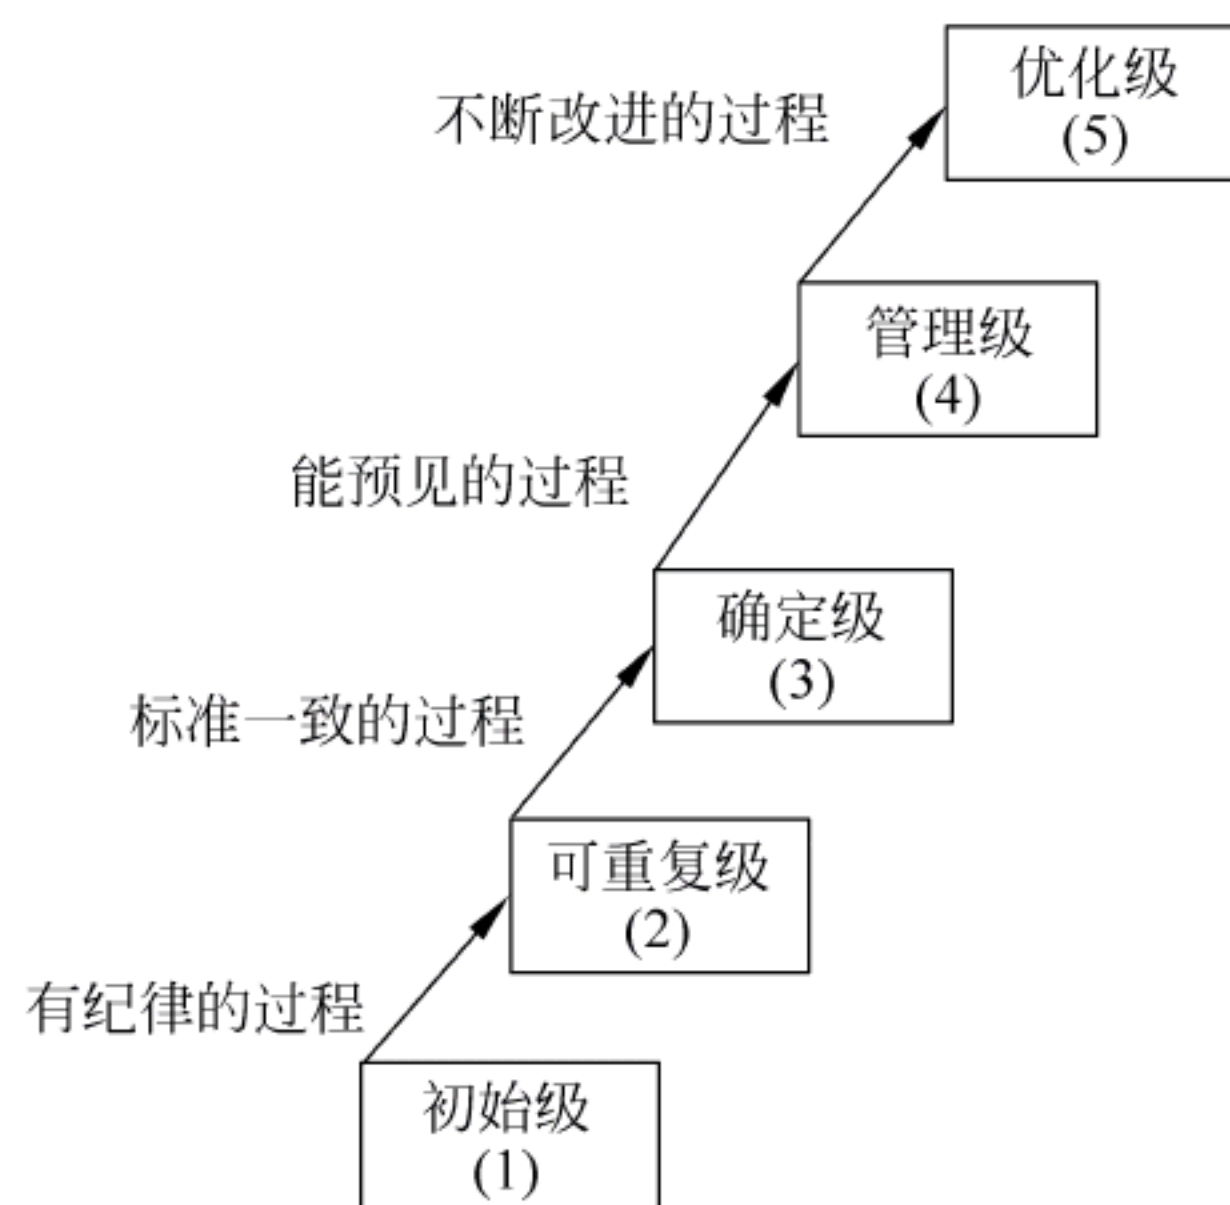 优化级
(5)
不断改进的过程
管理级
(4)
能预见的过程
确定级
(3)
标准一致的过程
可重复级
(2)
有纪律的过程
初始级
(1)